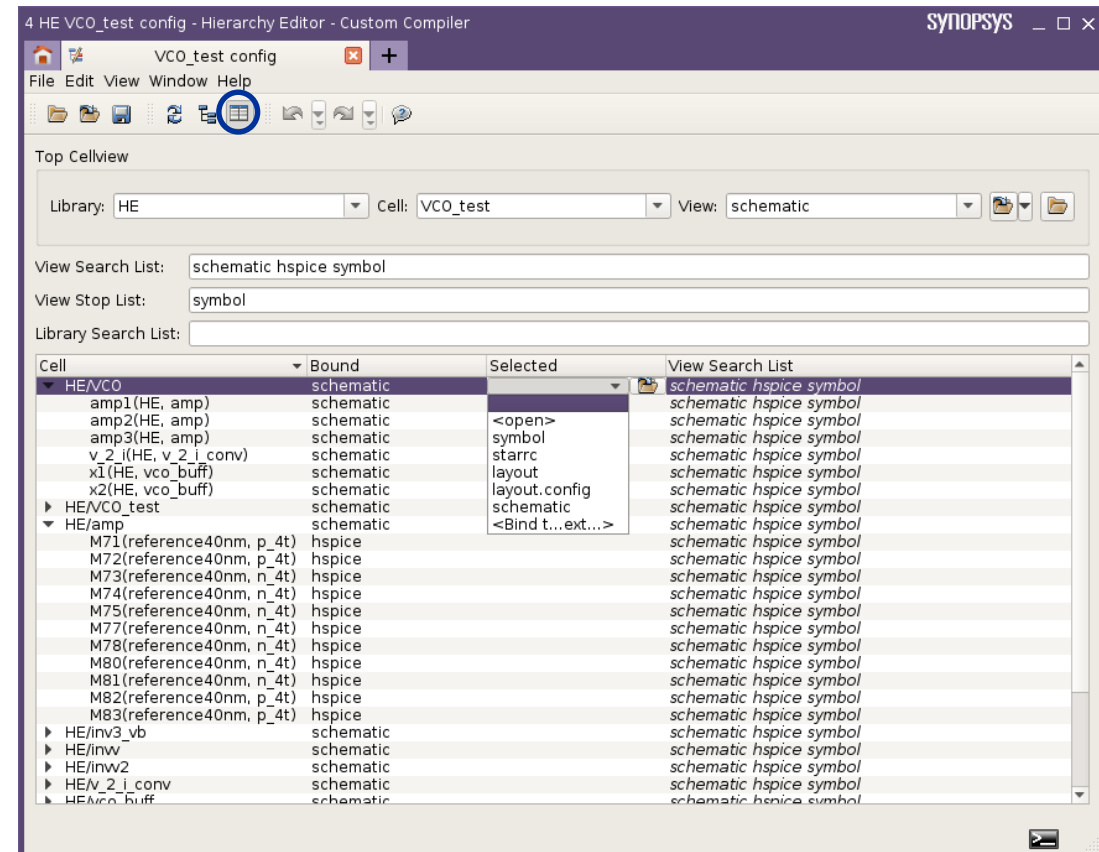 4 HE VCO_test config - Hierarchy Editor - Custom Compiler SYNOPSYS
VCO_test config
File Edit View Window Help
Top Cellview
Library: HE Cell: VCO_test View: schematic
View Search List: schematic hspice symbol
View Stop List: symbol
Library Search List:
Cell Bound Selected View Search List
HE/VCO schematic schematic hspice symbol
amp1(HE, amp) schematic schematic hspice symbol
amp2(HE, amp) schematic <open> schematic hspice symbol
amp3(HE, amp) schematic symbol schematic hspice symbol
v_2_i(HE, v_2_i_conv) schematic starrc schematic hspice symbol
x1(HE, vco_buff) schematic layout schematic hspice symbol
x2(HE, vco_buff) schematic layout.config schematic hspice symbol
HE/VCO_test schematic schematic schematic hspice symbol
HE/amp schematic <Bind t...ext...> schematic hspice symbol
M71(reference40nm, p_4t) hspice schematic hspice symbol
M72(reference40nm, p_4t) hspice schematic hspice symbol
M73(reference40nm, n_4t) hspice schematic hspice symbol
M74(reference40nm, n_4t) hspice schematic hspice symbol
M75(reference40nm, n_4t) hspice schematic hspice symbol
M77(reference40nm, n_4t) hspice schematic hspice symbol
M78(reference40nm, n_4t) hspice schematic hspice symbol
M80(reference40nm, n_4t) hspice schematic hspice symbol
M81(reference40nm, n_4t) hspice schematic hspice symbol
M82(reference40nm, p_4t) hspice schematic hspice symbol
M83(reference40nm, p_4t) hspice schematic hspice symbol
HE/inv3_vb schematic schematic hspice symbol
HE/invv schematic schematic hspice symbol
HE/invv2 schematic schematic hspice symbol
HE/v_2_i_conv schematic schematic hspice symbol
HE/vco_buff schematic schematic hspice symbol